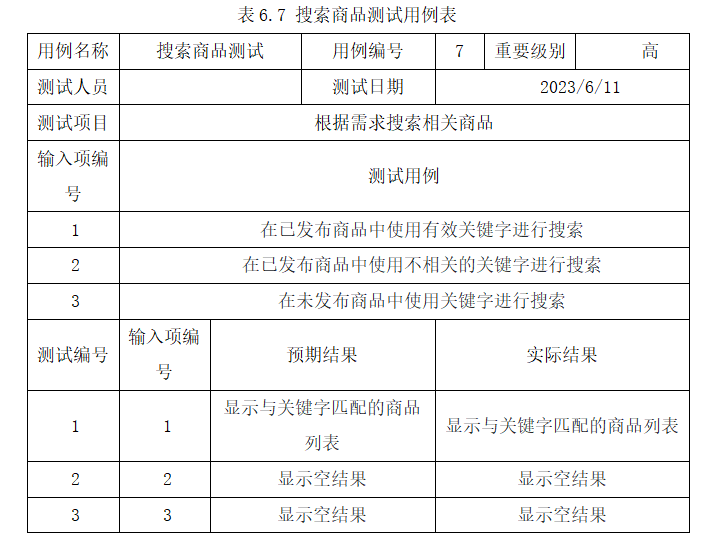 表 6.7 搜索商品测试用例表
用例名称 搜索商品测试 用例编号 7 重要级别 高
测试人员 测试日期 2023/6/11
测试项目 根据需求搜索相关商品
输入项编
号
测试用例
1 在已发布商品中使用有效关键字进行搜索
2 在已发布商品中使用不相关的关键字进行搜索
3 在未发布商品中使用关键字进行搜索
测试编号
输入项编
号
预期结果 实际结果
1 1
显示与关键字匹配的商品
列表
显示与关键字匹配的商品列表
2 2 显示空结果 显示空结果
3 3 显示空结果 显示空结果